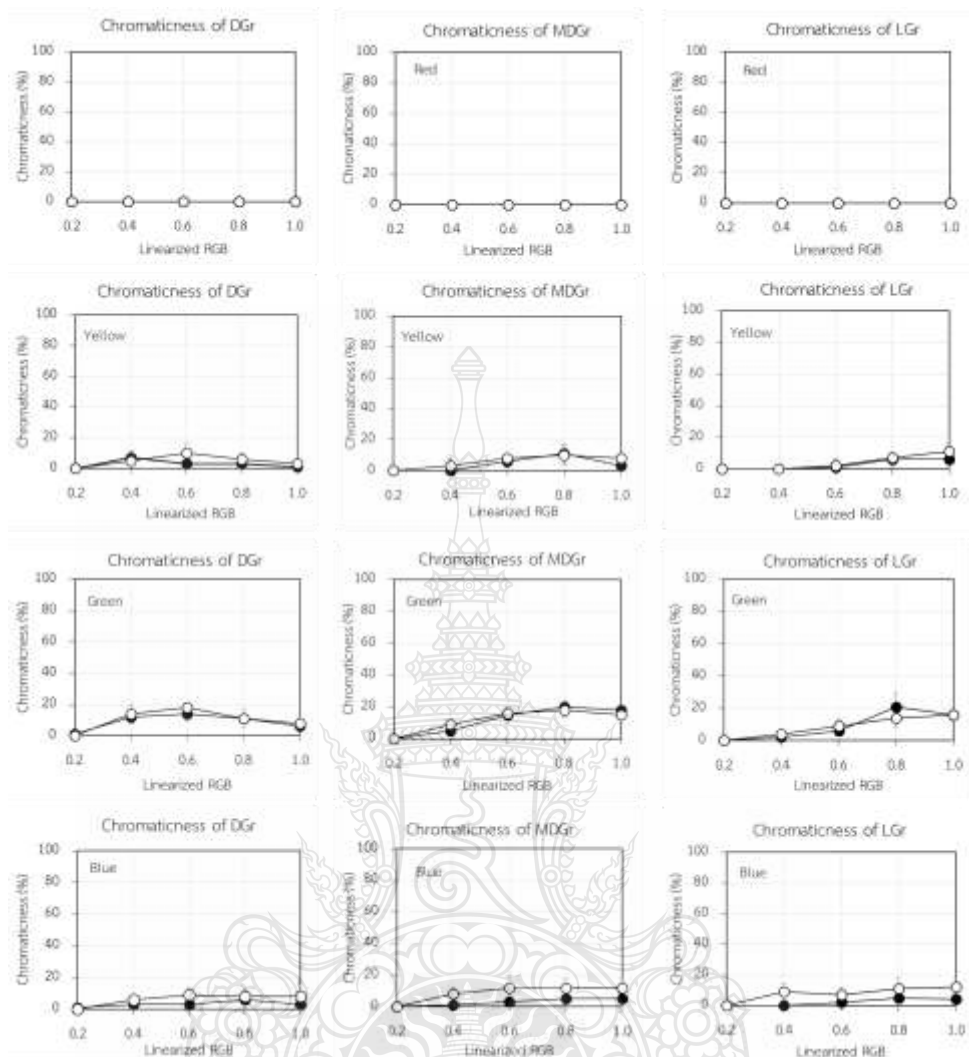 Chromaticness of DGr
Chromaticness (%)
100
80
60
40
20
0
0.2 0.4 0.6 0.8 1.0
Linearized RGB
Chromaticness of MDGr
Red
Chromaticness (%)
100
80
60
40
20
0
0.2 0.4 0.6 0.8 1.0
Linearized RGB
Chromaticness of LGr
Red
Chromaticness (%)
100
80
60
40
20
0
0.2 0.4 0.6 0.8 1.0
Linearized RGB
Chromaticness of DGr
Yellow
Chromaticness (%)
100
80
60
40
20
0
0.2 0.4 0.6 0.8 1.0
Linearized RGB
Chromaticness of MDGr
Yellow
Chromaticness (%)
100
80
60
40
20
0
0.2 0.4 0.6 0.8 1.0
Linearized RGB
Chromaticness of LGr
Yellow
Chromaticness (%)
100
80
60
40
20
0
0.2 0.4 0.6 0.8 1.0
Linearized RGB
Chromaticness of DGr
Green
Chromaticness (%)
100
80
60
40
20
0
0.2 0.4 0.6 0.8 1.0
Linearized RGB
Chromaticness of MDGr
Green
Chromaticness (%)
100
80
60
40
20
0
0.2 0.4 0.6 0.8 1.0
Linearized RGB
Chromaticness of LGr
Green
Chromaticness (%)
100
80
60
40
20
0
0.2 0.4 0.6 0.8 1.0
Linearized RGB
Chromaticness of DGr
Blue
Chromaticness (%)
100
80
60
40
20
0
0.2 0.4 0.6 0.8 1.0
Linearized RGB
Chromaticness of MDGr
Blue
Chromaticness (%)
100
80
60
40
20
0
0.2 0.4 0.6 0.8 1.0
Linearized RGB
Chromaticness of LGr
Blue
Chromaticness (%)
100
80
60
40
20
0
0.2 0.4 0.6 0.8 1.0
Linearized RGB